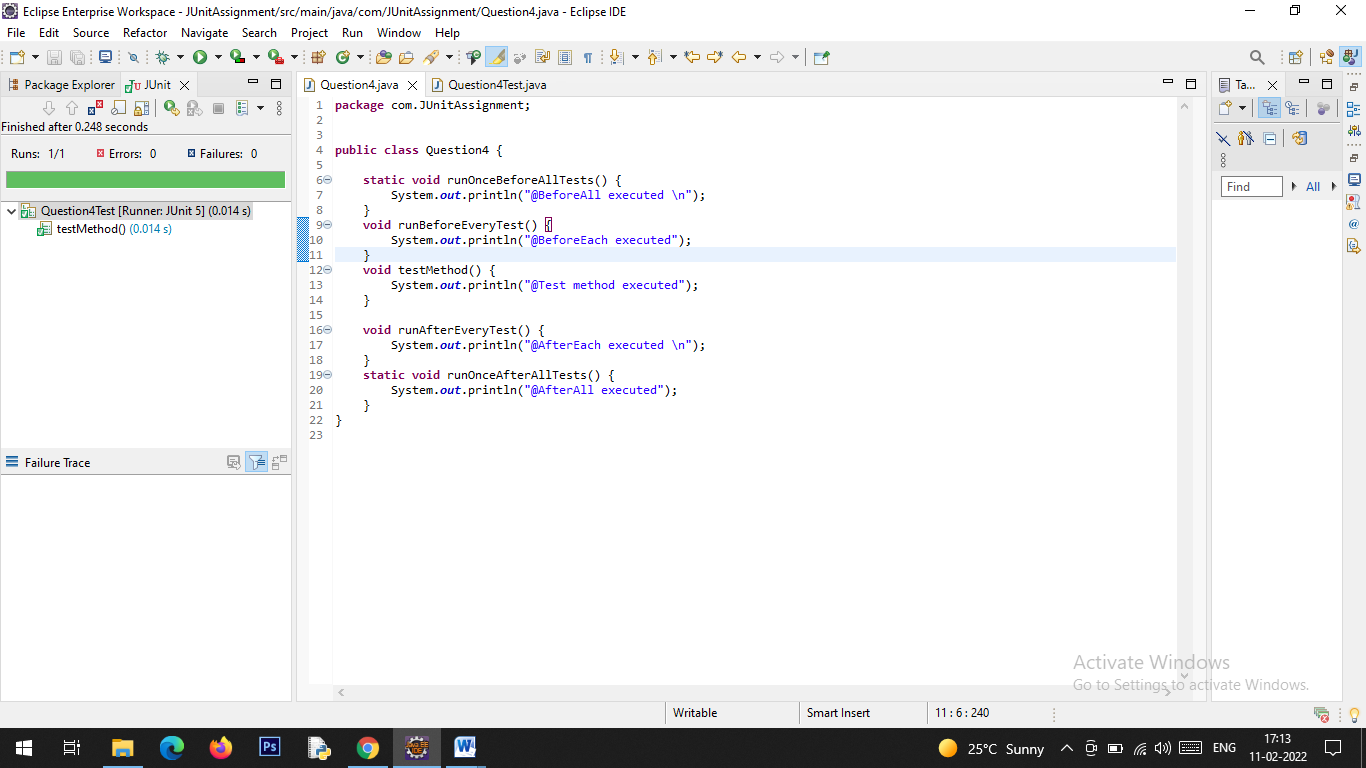 Eclipse Enterprise Workspace - JUnitAssignment/src/main/java/com/JUnitAssignment/Question4.java - Eclipse IDE
File Edit Source Refactor Navigate Search Project Run Window Help
Package Explorer JUnit
Finished after 0.248 seconds
Runs: 1/1 Errors: 0 Failures: 0
Question4Test [Runner: JUnit 5] (0.014 s)
testMethod() (0.014 s)
Failure Trace
Question4.java Question4Test.java
1 package com.JUnitAssignment;
2
3
4 public class Question4 {
5
6 static void runOnceBeforeAllTests() {
7 System.out.println("@BeforeAll executed \n");
8 }
9 void runBeforeEveryTest() {
10 System.out.println("@BeforeEach executed");
11 }
12 void testMethod() {
13 System.out.println("@Test method executed");
14 }
15
16 void runAfterEveryTest() {
17 System.out.println("@AfterEach executed \n");
18 }
19 static void runOnceAfterAllTests() {
20 System.out.println("@AfterAll executed");
21 }
22 }
23
Ta...
Find All
Activate Windows
Go to Settings to activate Windows.
Writable Smart Insert 11 : 6 : 240
25°C Sunny ENG 17:13
11-02-2022